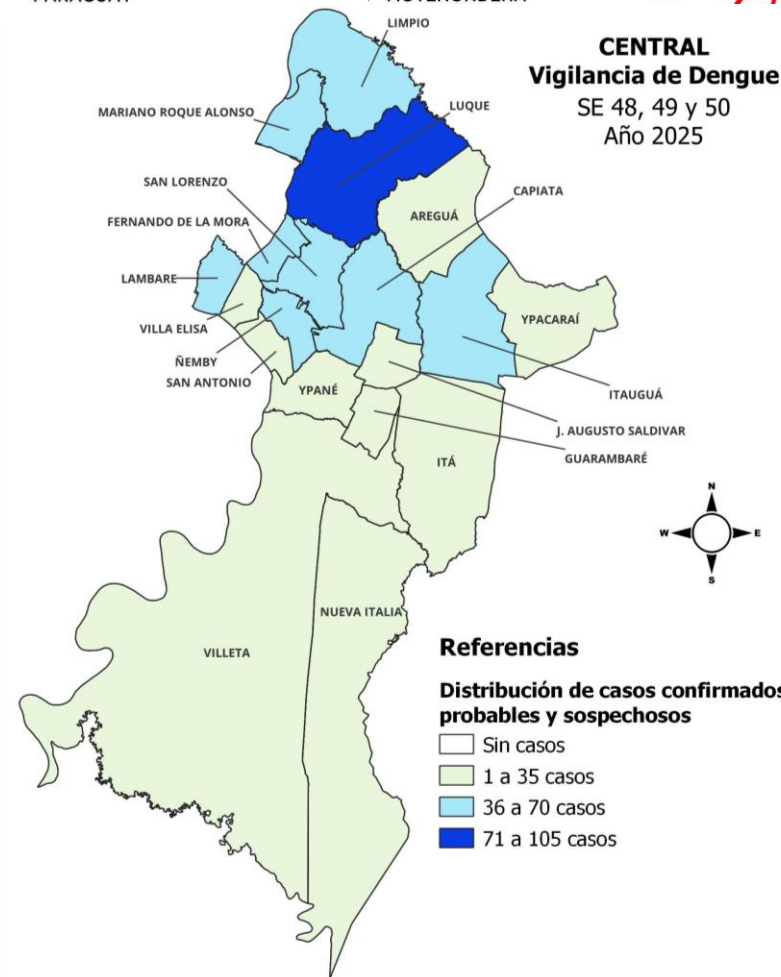 LIMPIO
CENTRAL
Vigilancia de Dengue
SE 48, 49 y 50
Año 2025
MARIANO ROQUE ALONSO
LUQUE
SAN LORENZO
CAPIATA
FERNANDO DE LA MORA
AREGUÁ
LAMBARE
YPACARAÍ
VILLA ELISA
ÑEMBY
SAN ANTONIO
YPANÉ
ITAUGUÁ
J. AUGUSTO SALDIVAR
GUARAMBARÉ
ITÁ
N
W
E
S
NUEVA ITALIA
VILLETA
Referencias
Distribución de casos confirmados
probables y sospechosos
Sin casos
1 a 35 casos
36 a 70 casos
71 a 105 casos